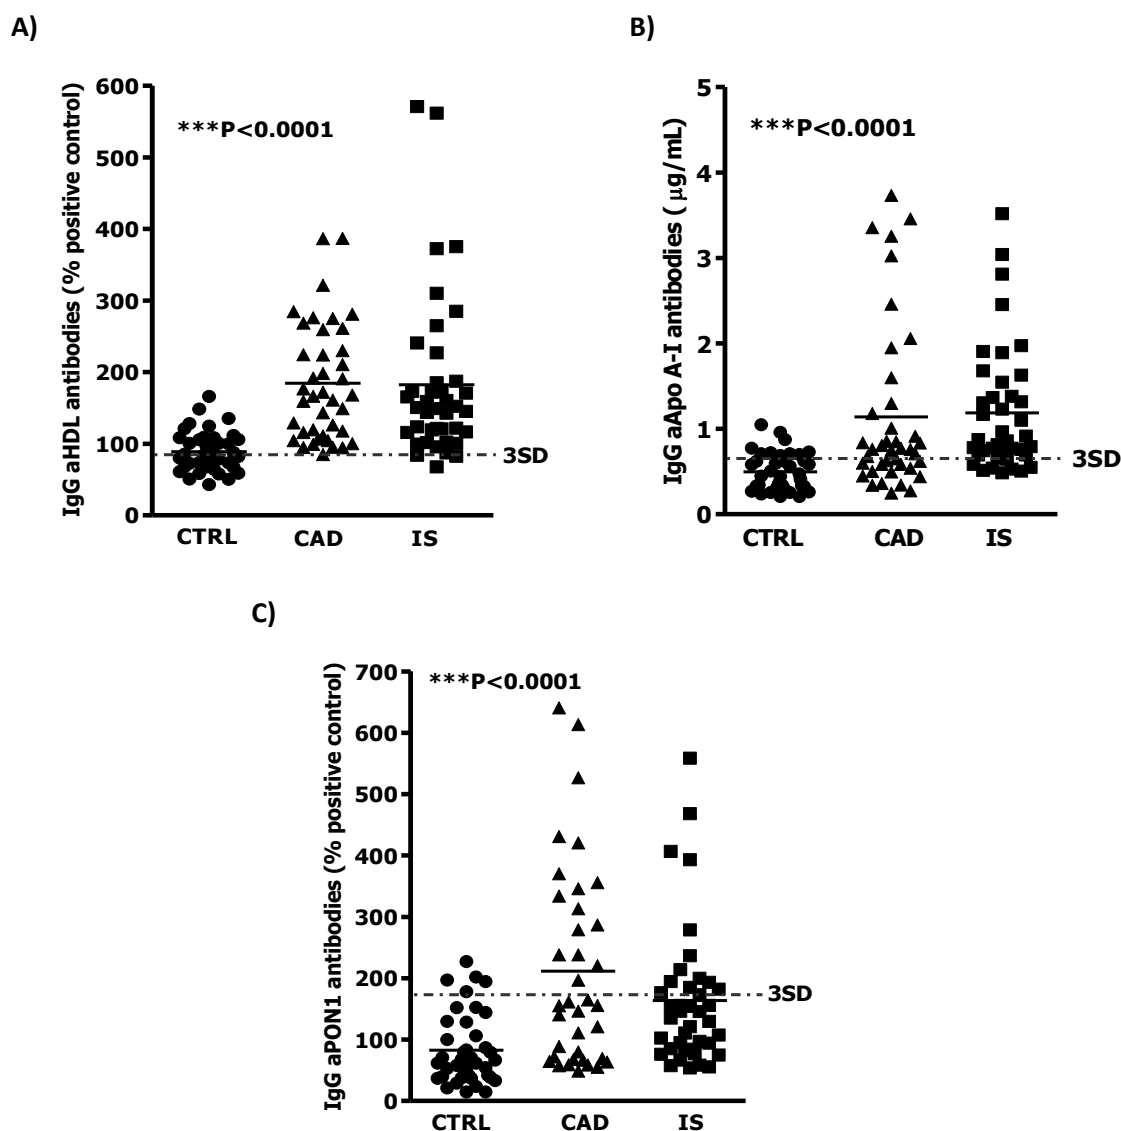 A)
IgG aHDL antibodies (% positive control)
600
500
400
300
200
100
0
***P<0.0001
3SD
CTRL CAD IS
B)
IgG aApo A-I antibodies ( µg/mL)
5
4
3
2
1
0
***P<0.0001
3SD
CTRL CAD IS
C)
IgG aPON1 antibodies (% positive control)
700
600
500
400
300
200
100
0
***P<0.0001
3SD
CTRL CAD IS